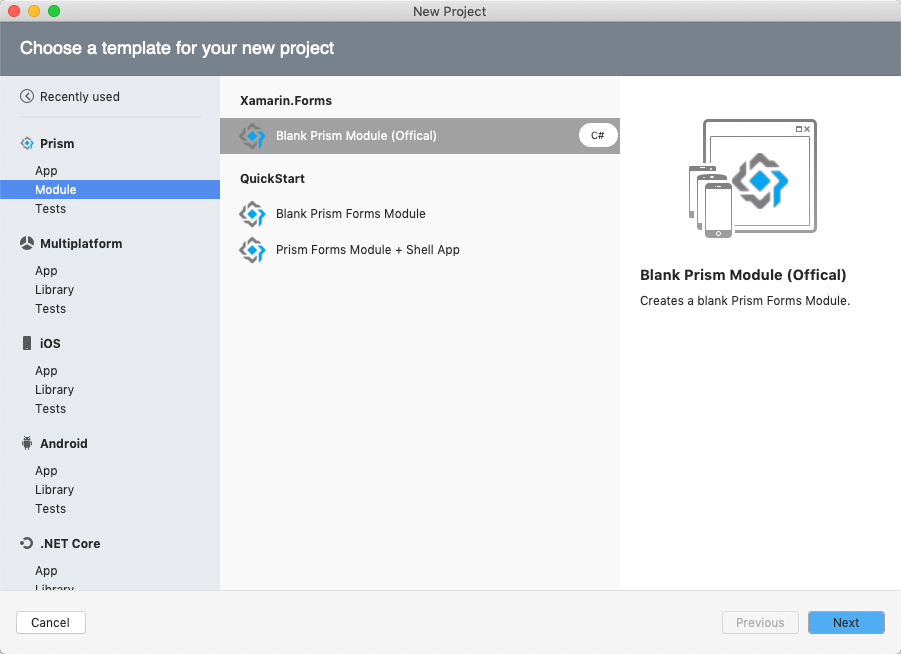 New Project
Choose a template for your new project
Recently used
Prism
App
Module
Tests
Multiplatform
App
Library
Tests
iOS
App
Library
Tests
Android
App
Library
Tests
.NET Core
App
Library
Xamarin.Forms
Blank Prism Module (Offical)
C#
QuickStart
Blank Prism Forms Module
Prism Forms Module + Shell App
Blank Prism Module (Offical)
Creates a blank Prism Forms Module.
Cancel
Previous
Next